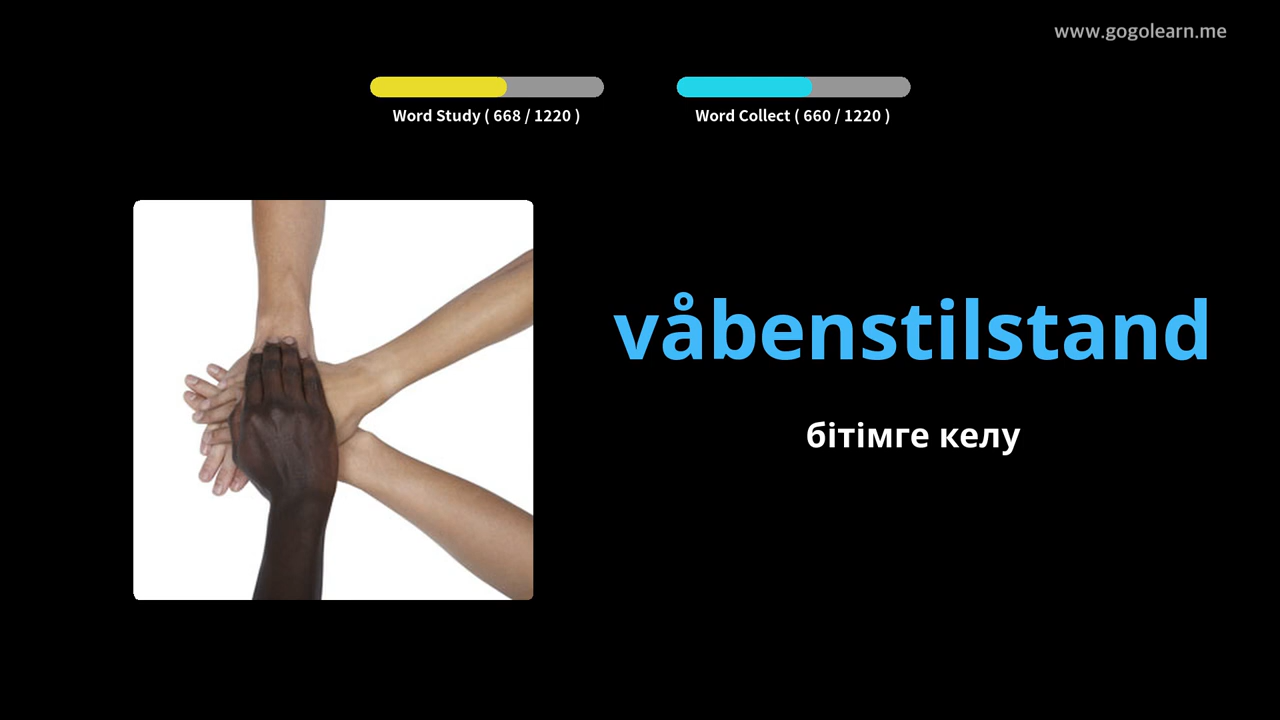 www.gogolearn.me
Word Study ( 668 / 1220 )
Word Collect ( 660 / 1220 )
våbenstilstand
бітімге келу